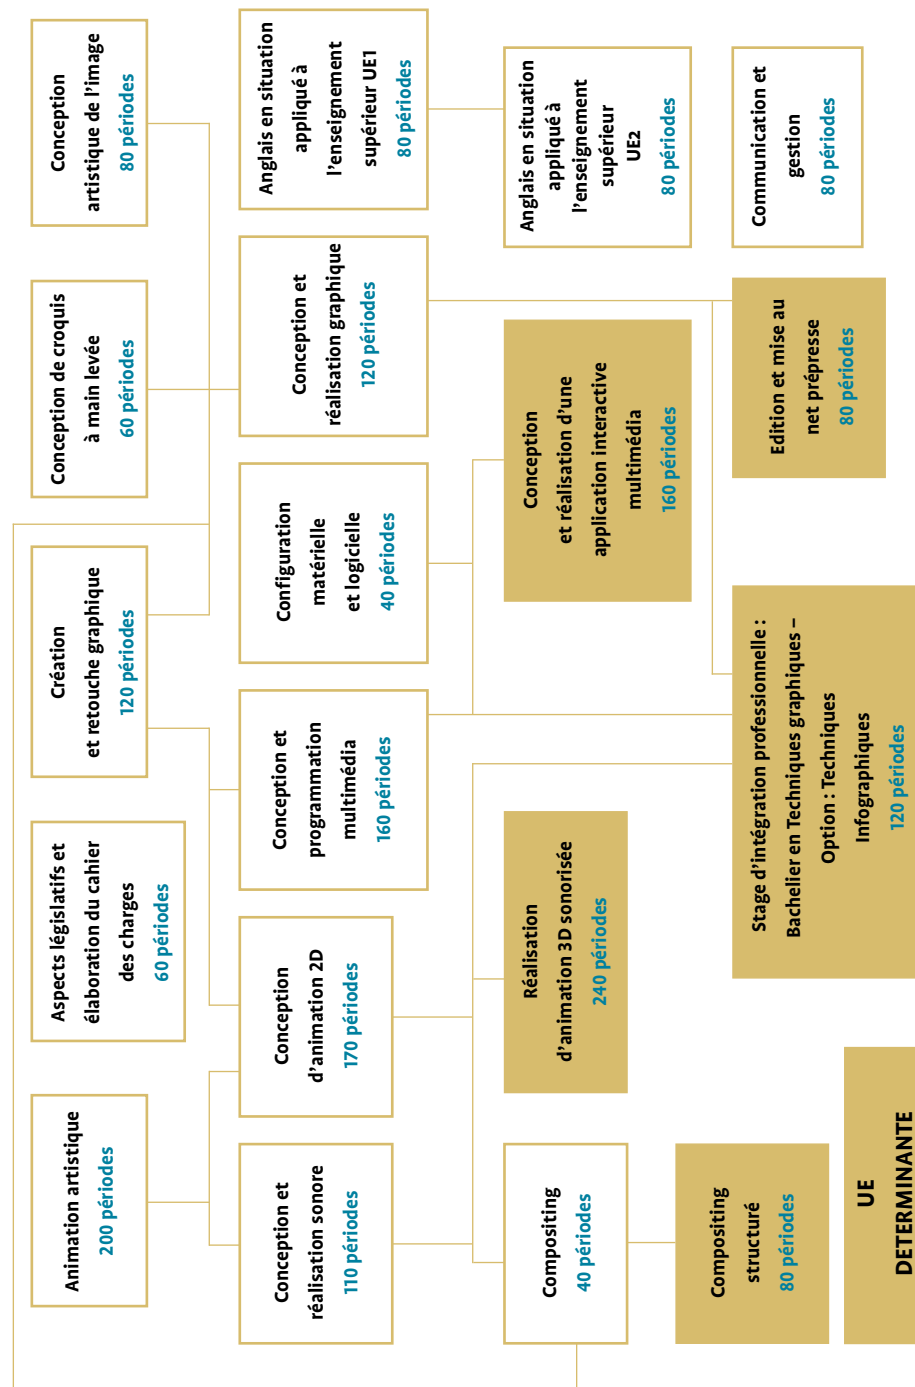 Animation artistique
200 périodes
Aspects législatifs et
élaboration du cahier
des charges
60 périodes
Création
et retouche graphique
120 périodes
Conception de croquis
à main levée
60 périodes
Conception
artistique de l'image
80 périodes
Conception et
réalisation sonore
110 périodes
Conception
d'animation 2D
170 périodes
Conception et
programmation
multimédia
160 périodes
Configuration
matérielle
et logicielle
40 périodes
Conception et
réalisation graphique
120 périodes
Anglais en situation
appliqué à
l'enseignement
supérieur UE1
80 périodes
Compositing
40 périodes
Réalisation
d'animation 3D sonorisée
240 périodes
Conception
et réalisation d'une
application interactive
multimédia
160 périodes
Anglais en situation
appliqué à
l'enseignement
supérieur
UE2
80 périodes
Compositing
structuré
80 périodes
Stage d'intégration professionnelle :
Bachelier en Techniques graphiques –
Option : Techniques
Infographiques
120 périodes
Edition et mise au
net prépresse
80 périodes
Communication et
gestion
80 périodes
UE
DETERMINANTE